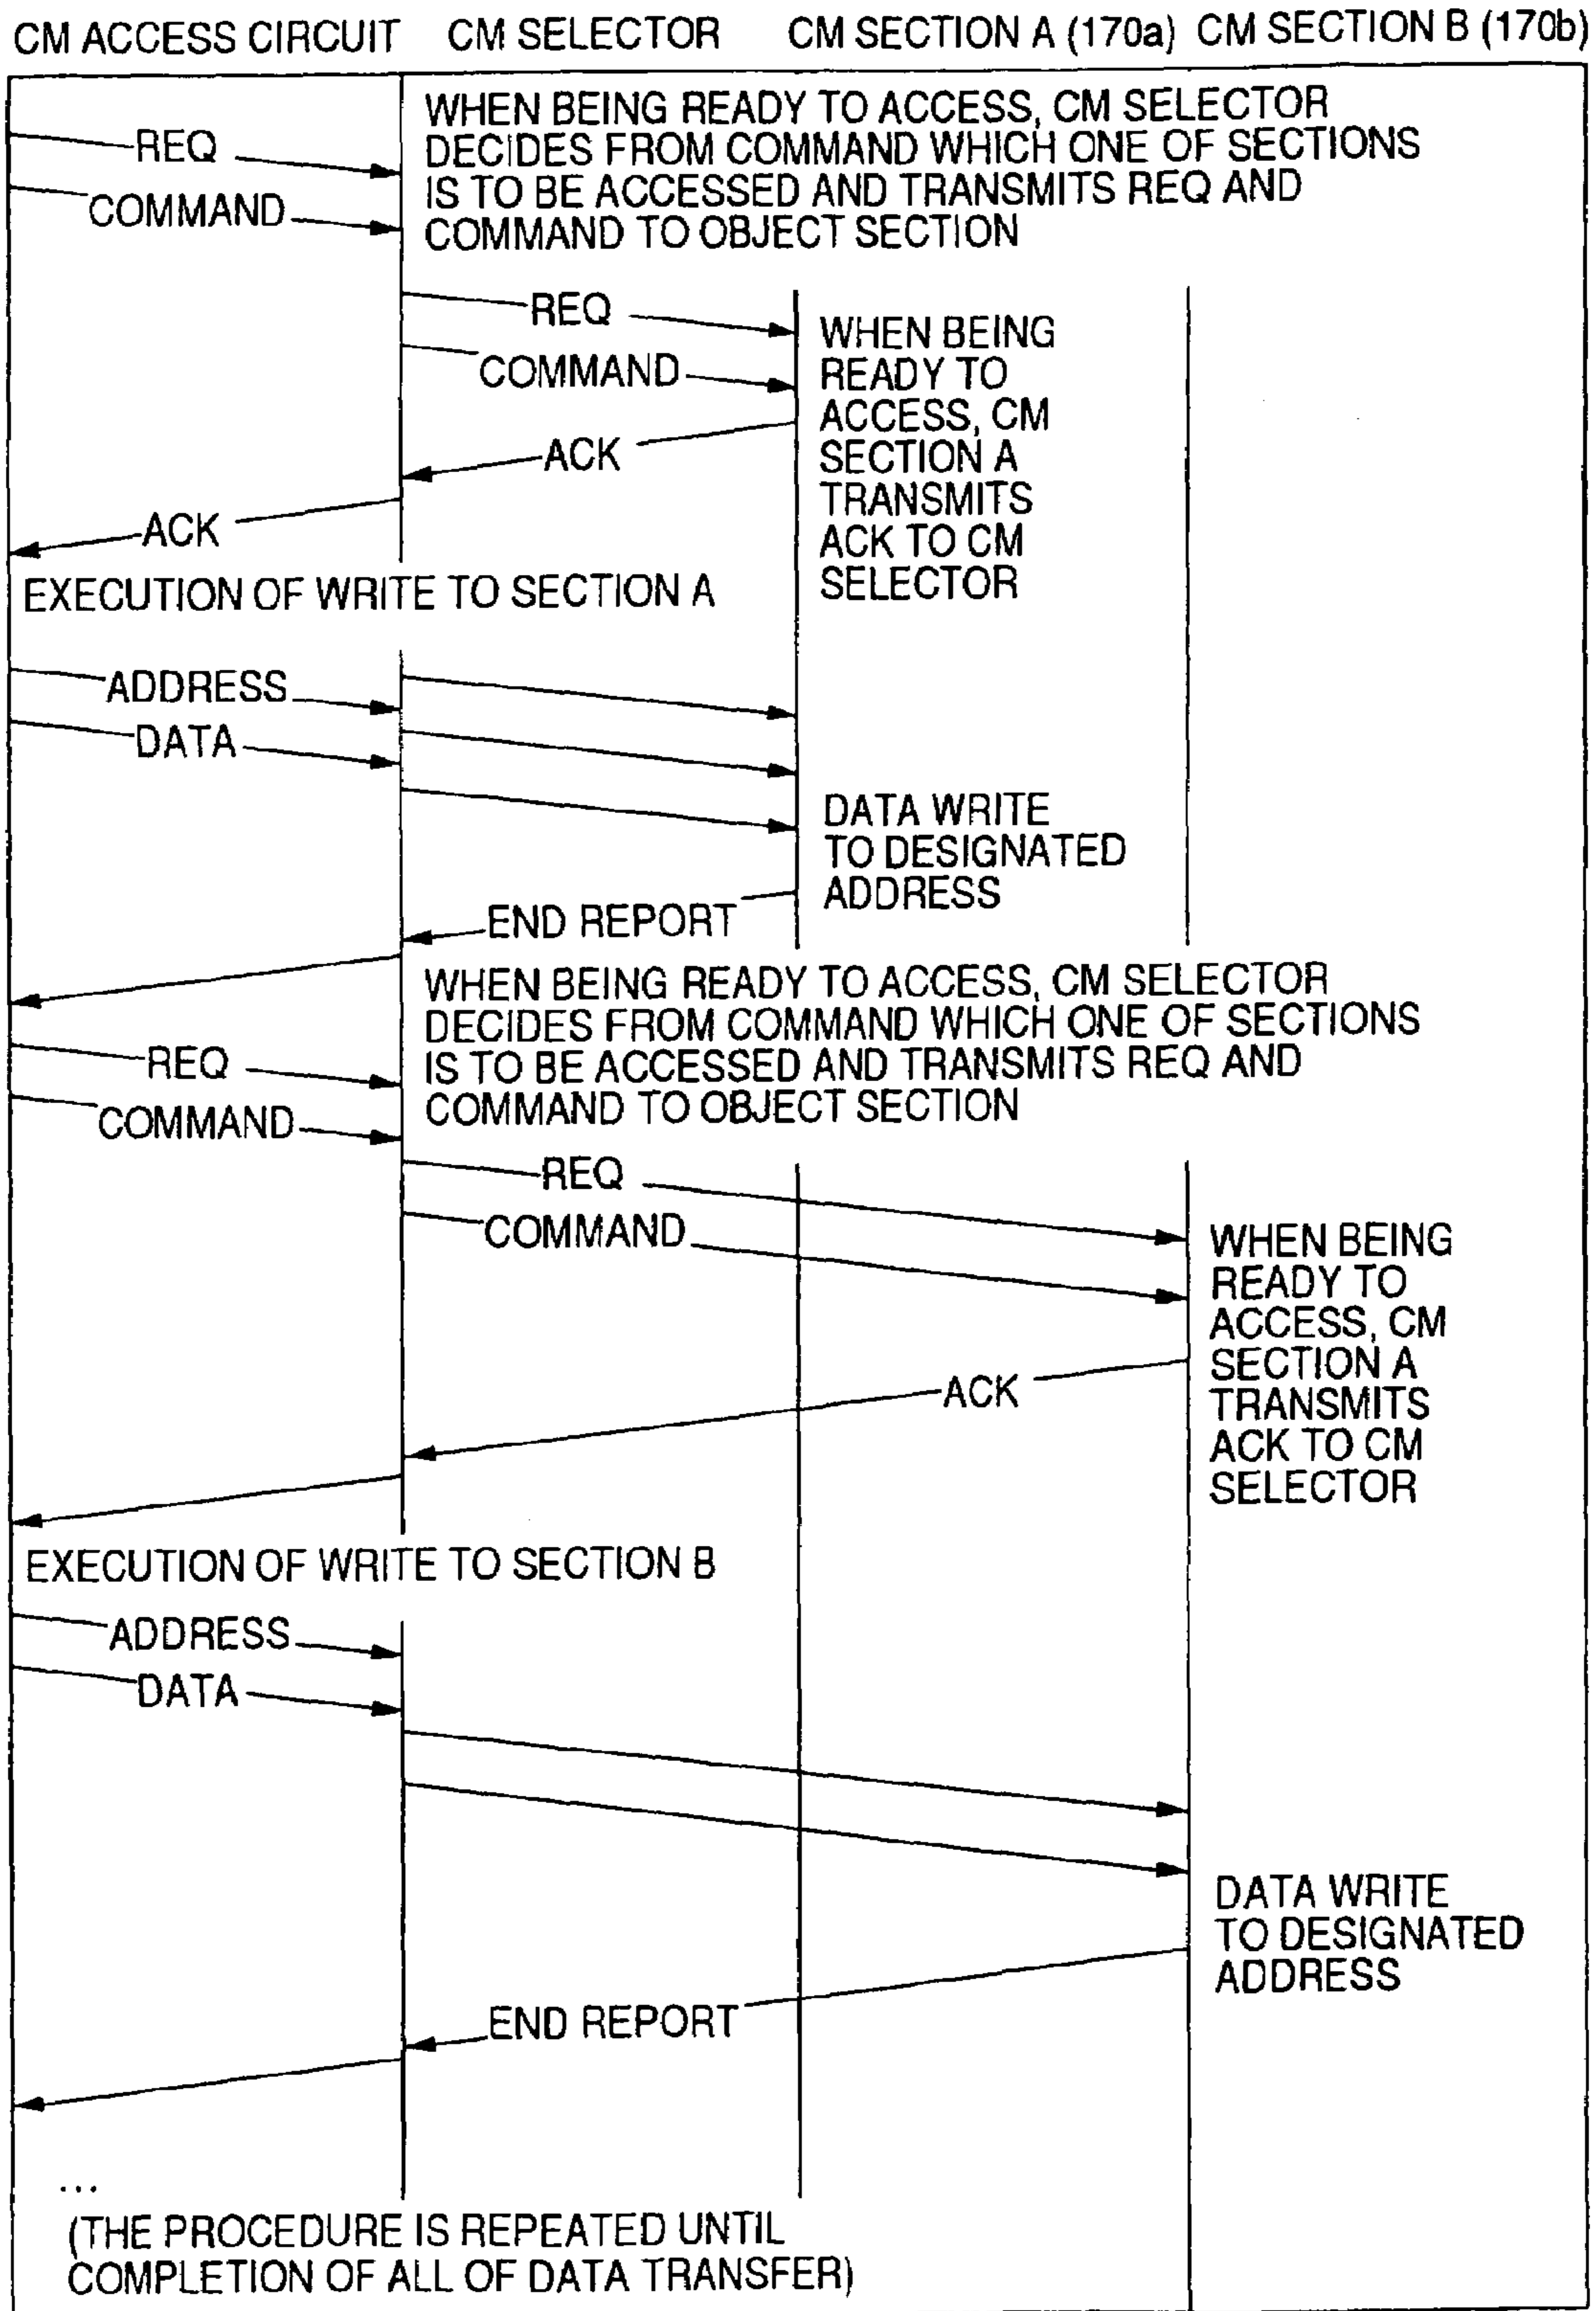 CM ACCESS CIRCUIT CM SELECTOR CM SECTION A (170a) CM SECTION B (170b)
WHEN BEING READY TO ACCESS, CM SELECTOR
DECIDES FROM COMMAND WHICH ONE OF SECTIONS
IS TO BE ACCESSED AND TRANSMITS REQ AND
COMMAND TO OBJECT SECTION
REQ
COMMAND
REQ
COMMAND
WHEN BEING
READY TO
ACCESS, CM
SECTION A
TRANSMITS
ACK TO CM
SELECTOR
ACK
ACK
EXECUTION OF WRITE TO SECTION A
ADDRESS
DATA
DATA WRITE
TO DESIGNATED
ADDRESS
END REPORT
WHEN BEING READY TO ACCESS, CM SELECTOR
DECIDES FROM COMMAND WHICH ONE OF SECTIONS
IS TO BE ACCESSED AND TRANSMITS REQ AND
COMMAND TO OBJECT SECTION
REQ
COMMAND
REQ
COMMAND
WHEN BEING
READY TO
ACCESS, CM
SECTION A
TRANSMITS
ACK TO CM
SELECTOR
ACK
EXECUTION OF WRITE TO SECTION B
ADDRESS
DATA
DATA WRITE
TO DESIGNATED
ADDRESS
END REPORT
...
(THE PROCEDURE IS REPEATED UNTIL
COMPLETION OF ALL OF DATA TRANSFER)